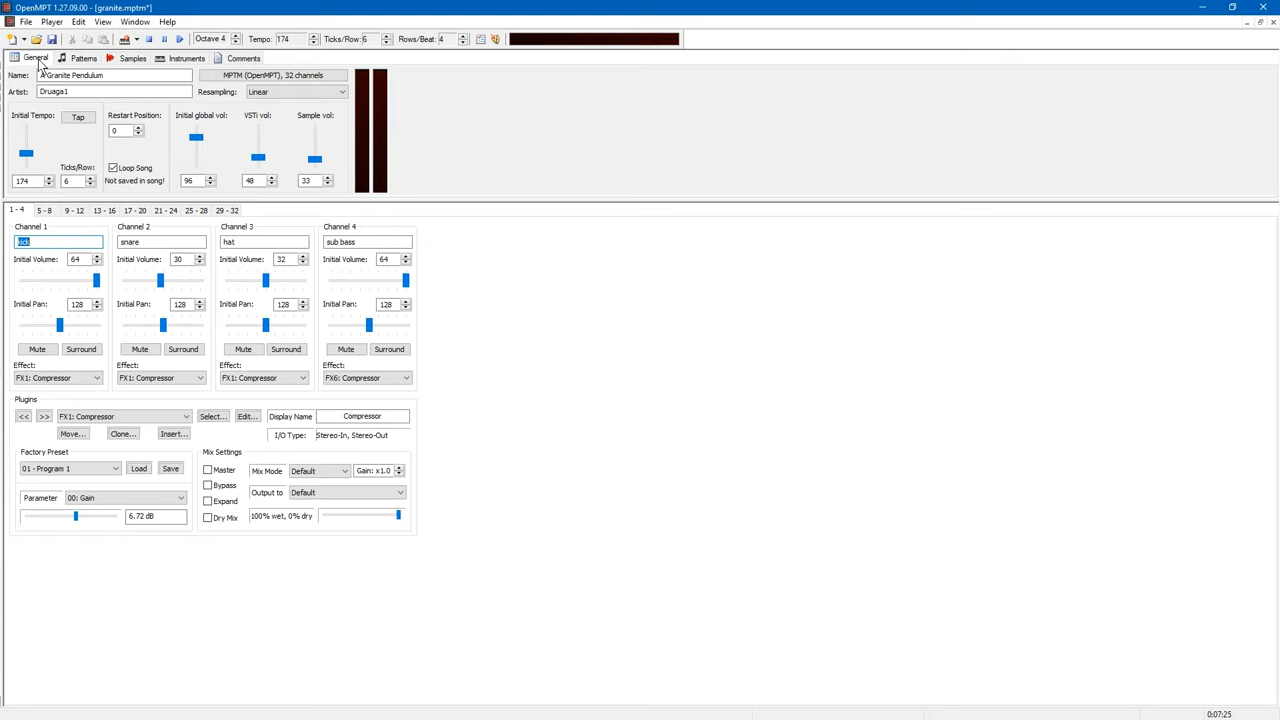 OpenMPT 1.27.09.00 - [granite.mptm*]
File Player Edit View Window Help
Octave 4 Tempo: 174 Ticks/Row: 6 Rows/Beat: 4
General Patterns Samples Instruments Comments
Name: Granite Pendulum MPTM (OpenMPT), 32 channels
Artist: Druaga1 Resampling: Linear
Initial Tempo: Tap Restart Position: Initial global vol: VSTi vol: Sample vol:
0
Ticks/Row: Loop Song
174 6 Not saved in song! 96 48 33
1 - 4 5 - 8 9 - 12 13 - 16 17 - 20 21 - 24 25 - 28 29 - 32
Channel 1 Channel 2 Channel 3 Channel 4
snare hat sub bass
Initial Volume: 64 Initial Volume: 30 Initial Volume: 32 Initial Volume: 64
Initial Pan: 128 Initial Pan: 128 Initial Pan: 128 Initial Pan: 128
Mute Surround Mute Surround Mute Surround Mute Surround
Effect: Effect: Effect: Effect:
FX1: Compressor FX1: Compressor FX1: Compressor FX6: Compressor
Plugins
<< >> FX1: Compressor Select... Edit... Display Name Compressor
Move... Clone... Insert... I/O Type: Stereo-In, Stereo-Out
Factory Preset Mix Settings
01 - Program 1 Load Save Master Mix Mode Default Gain: x1.0
Bypass
Parameter 00: Gain Expand Output to Default
6.72 dB Dry Mix 100% wet, 0% dry
0:07:25